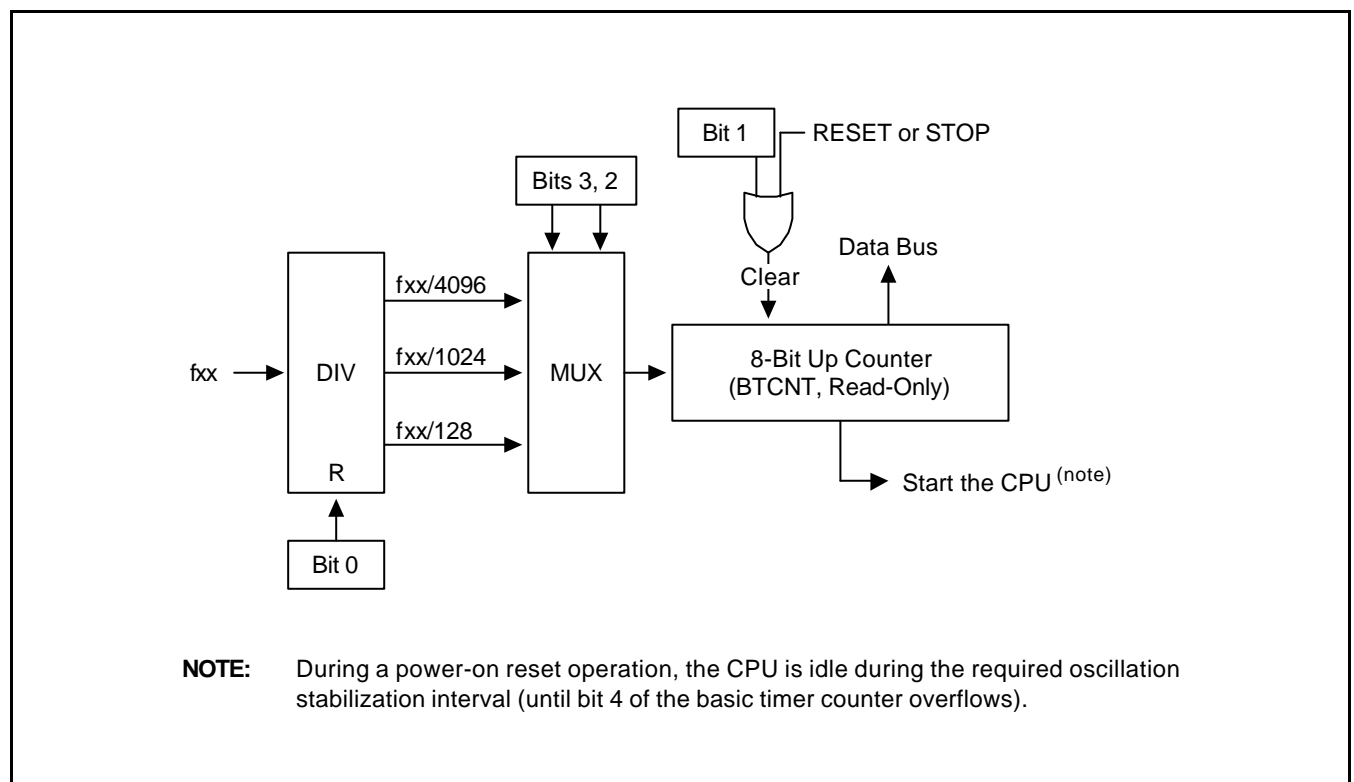 Bit 1
RESET or STOP
Bits 3, 2
Data Bus
Clear
fxx/4096
8-Bit Up Counter
(BTCNT, Read-Only)
fxx
DIV
fxx/1024
MUX
fxx/128
R
Start the CPU (note)
Bit 0
NOTE: During a power-on reset operation, the CPU is idle during the required oscillation
stabilization interval (until bit 4 of the basic timer counter overflows).